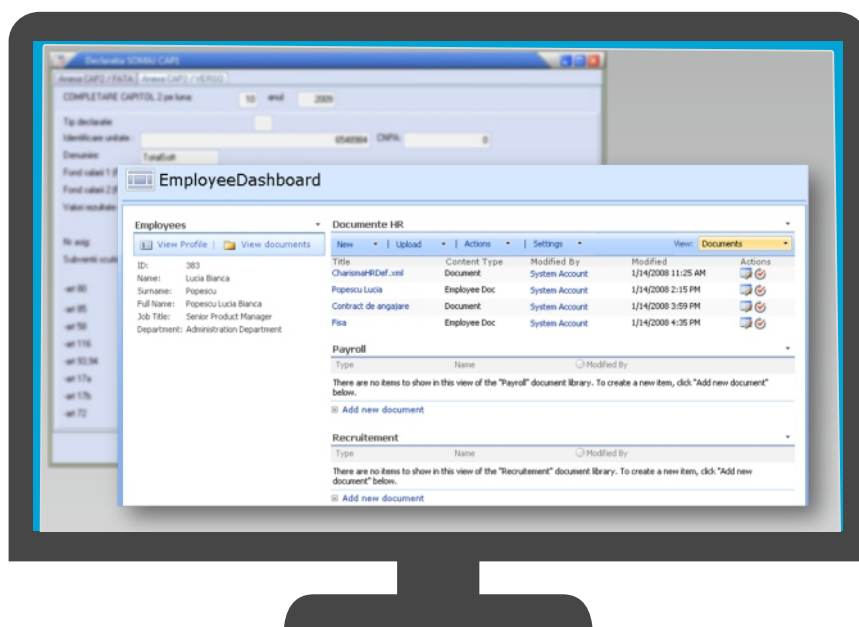 Declaratia SOMAJ CAP1
Anexa CAP2 / FATA Anexa CAP2 / VERSO
COMPLETARE CAPITOL 2 pe luna: 10 anul 2009
Tip declaratie
Identificare unitate : CNPA: 0
Denumire: TotalSoft
Fond salarii 1
Fond salarii 2
Valori rezultate
Nr asig
-art 80
-art 85
-art 58
-art 116
-art 93,94
-art 17a
-art 17b
-art 72
EmployeeDashboard
Employees
View Profile | View documents
ID: 383
Name: Lucia Bianca
Surname: Popescu
Full Name: Popescu Lucia Bianca
Job Title: Senior Product Manager
Department: Administration Department
Documente HR
New | Upload | Actions | Settings View: Documents
Title Content Type Modified By Modified Actions
CharismaHRDef.xml Document System Account 1/14/2008 11:25 AM
Popescu Lucia Employee Doc System Account 1/14/2008 2:15 PM
Contract de angajare Document System Account 1/14/2008 3:59 PM
Fisa Employee Doc System Account 1/14/2008 4:35 PM
Payroll
Type Name Modified By
There are no items to show in this view of the "Payroll" document library. To create a new item, click "Add new document"
below.
Add new document
Recruitement
Type Name Modified By
There are no items to show in this view of the "Recruitement" document library. To create a new item, click "Add new
document" below.
Add new document